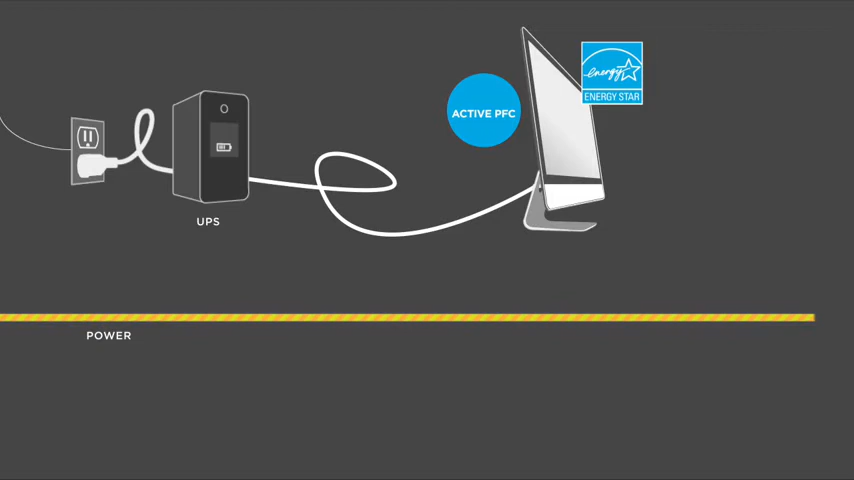 energy
ENERGY STAR
ACTIVE PFC
UPS
POWER